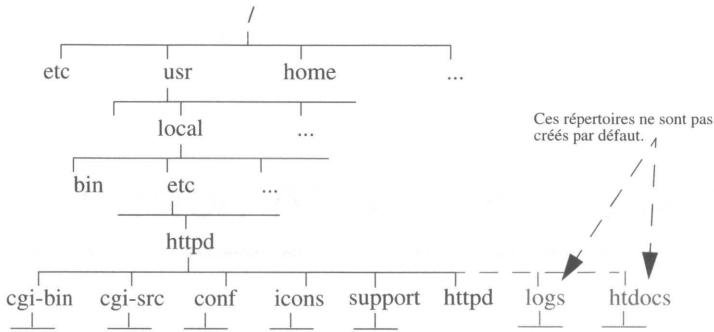 /
etc usr home ...
local ...
Ces répertoires ne sont pas
créés par défaut.
bin etc ...
httpd
cgi-bin cgi-src conf icons support httpd logs htdocs